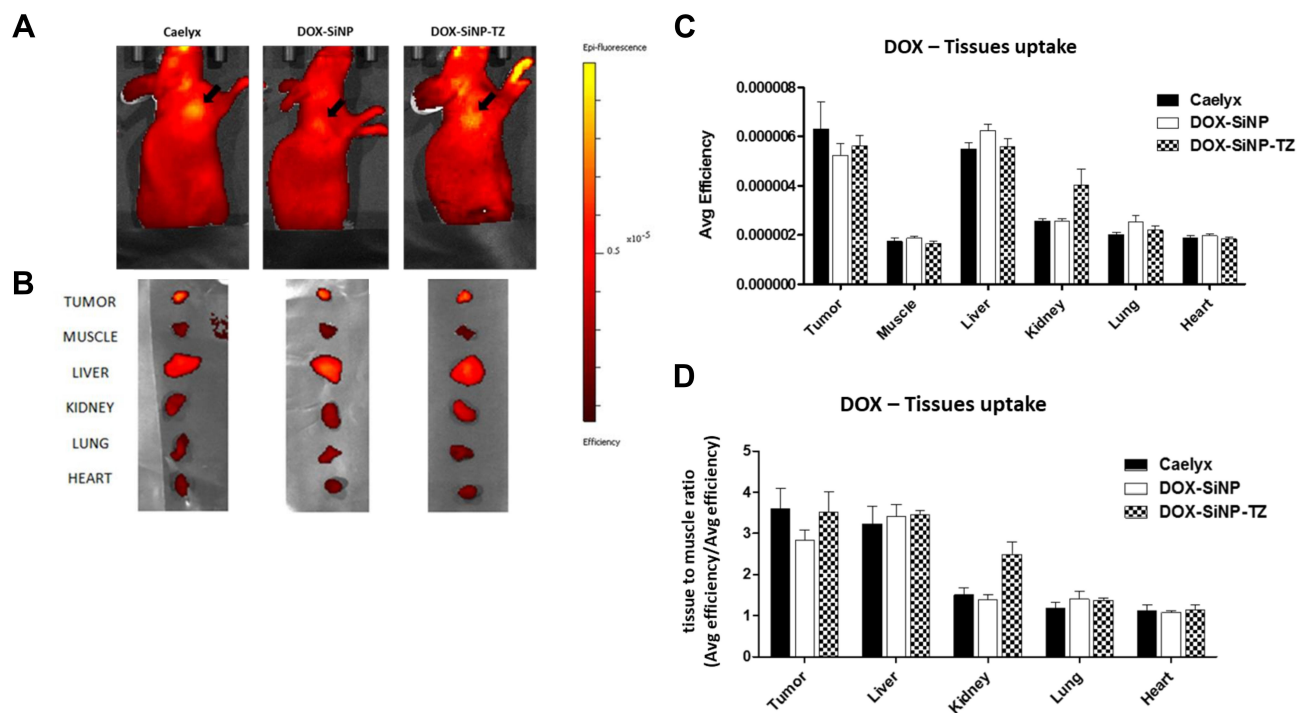 A
Caelyx
DOX-SiNP
DOX-SiNP-TZ
Epi-fluorescence
0.5 x10⁻⁵
Efficiency
B
TUMOR
MUSCLE
LIVER
KIDNEY
LUNG
HEART
C
DOX – Tissues uptake
Avg Efficiency
0.000008
0.000006
0.000004
0.000002
0.000000
Caelyx
DOX-SiNP
DOX-SiNP-TZ
Tumor
Muscle
Liver
Kidney
Lung
Heart
D
DOX – Tissues uptake
tissue to muscle ratio
(Avg efficiency/Avg efficiency)
5
4
3
2
1
0
Caelyx
DOX-SiNP
DOX-SiNP-TZ
Tumor
Liver
Kidney
Lung
Heart